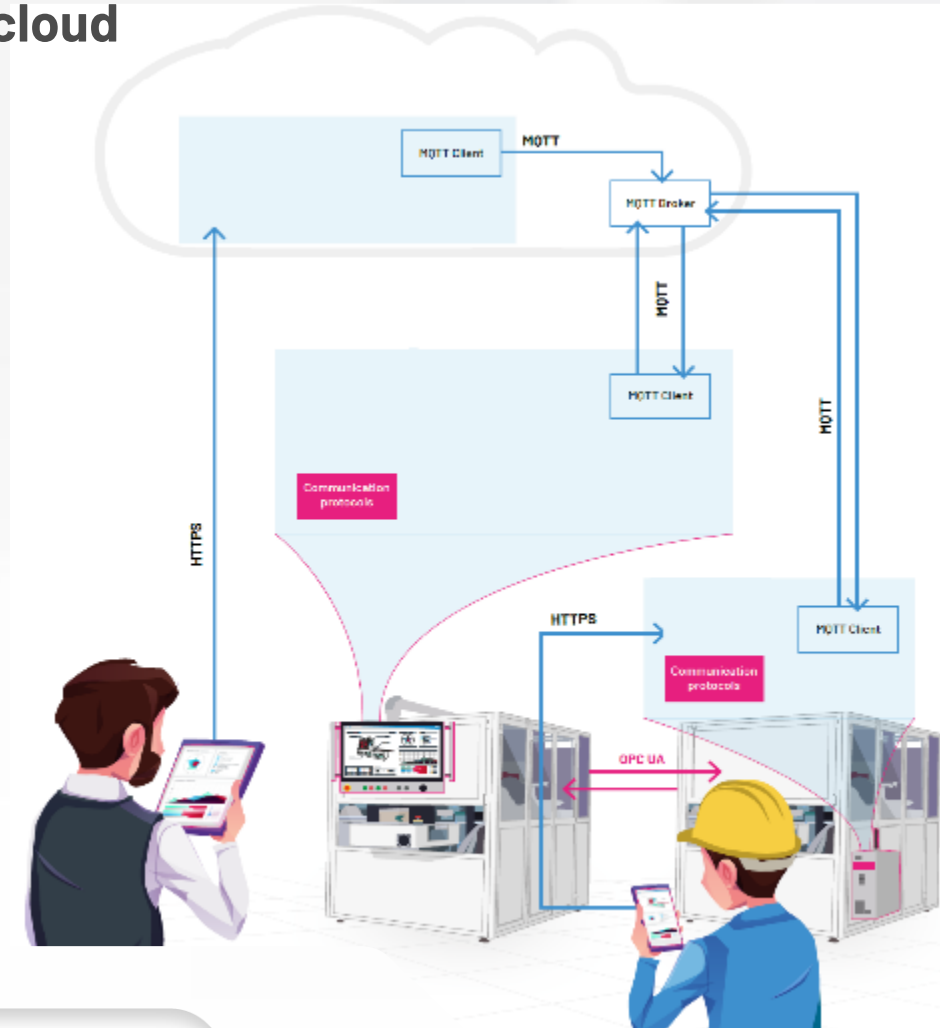 cloud
MQTT Client
MQTT
MQTT Broker
MQTT
MQTT Client
MQTT
Communication
protocols
HTTPS
HTTPS
MQTT Client
Communication
protocols
OPC UA